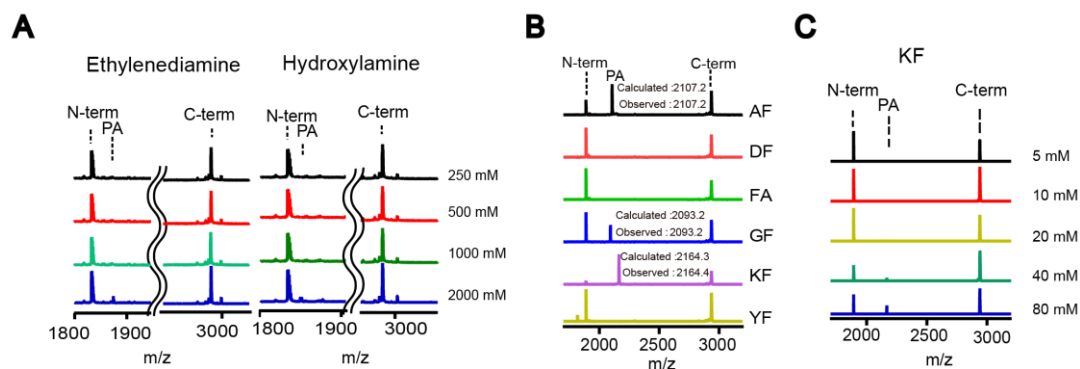 A
Ethylenediamine
Hydroxylamine
N-term
PA
C-term
N-term
PA
C-term
250 mM
500 mM
1000 mM
2000 mM
1800
1900
3000
1800
1900
3000
m/z
m/z
B
N-term
PA
C-term
Calculated :2107.2
Observed : 2107.2
AF
DF
FA
Calculated :2093.2
Observed : 2093.2
GF
Calculated :2164.3
Observed : 2164.4
KF
YF
2000
3000
m/z
C
KF
N-term
PA
C-term
5 mM
10 mM
20 mM
40 mM
80 mM
2000
2500
3000
m/z